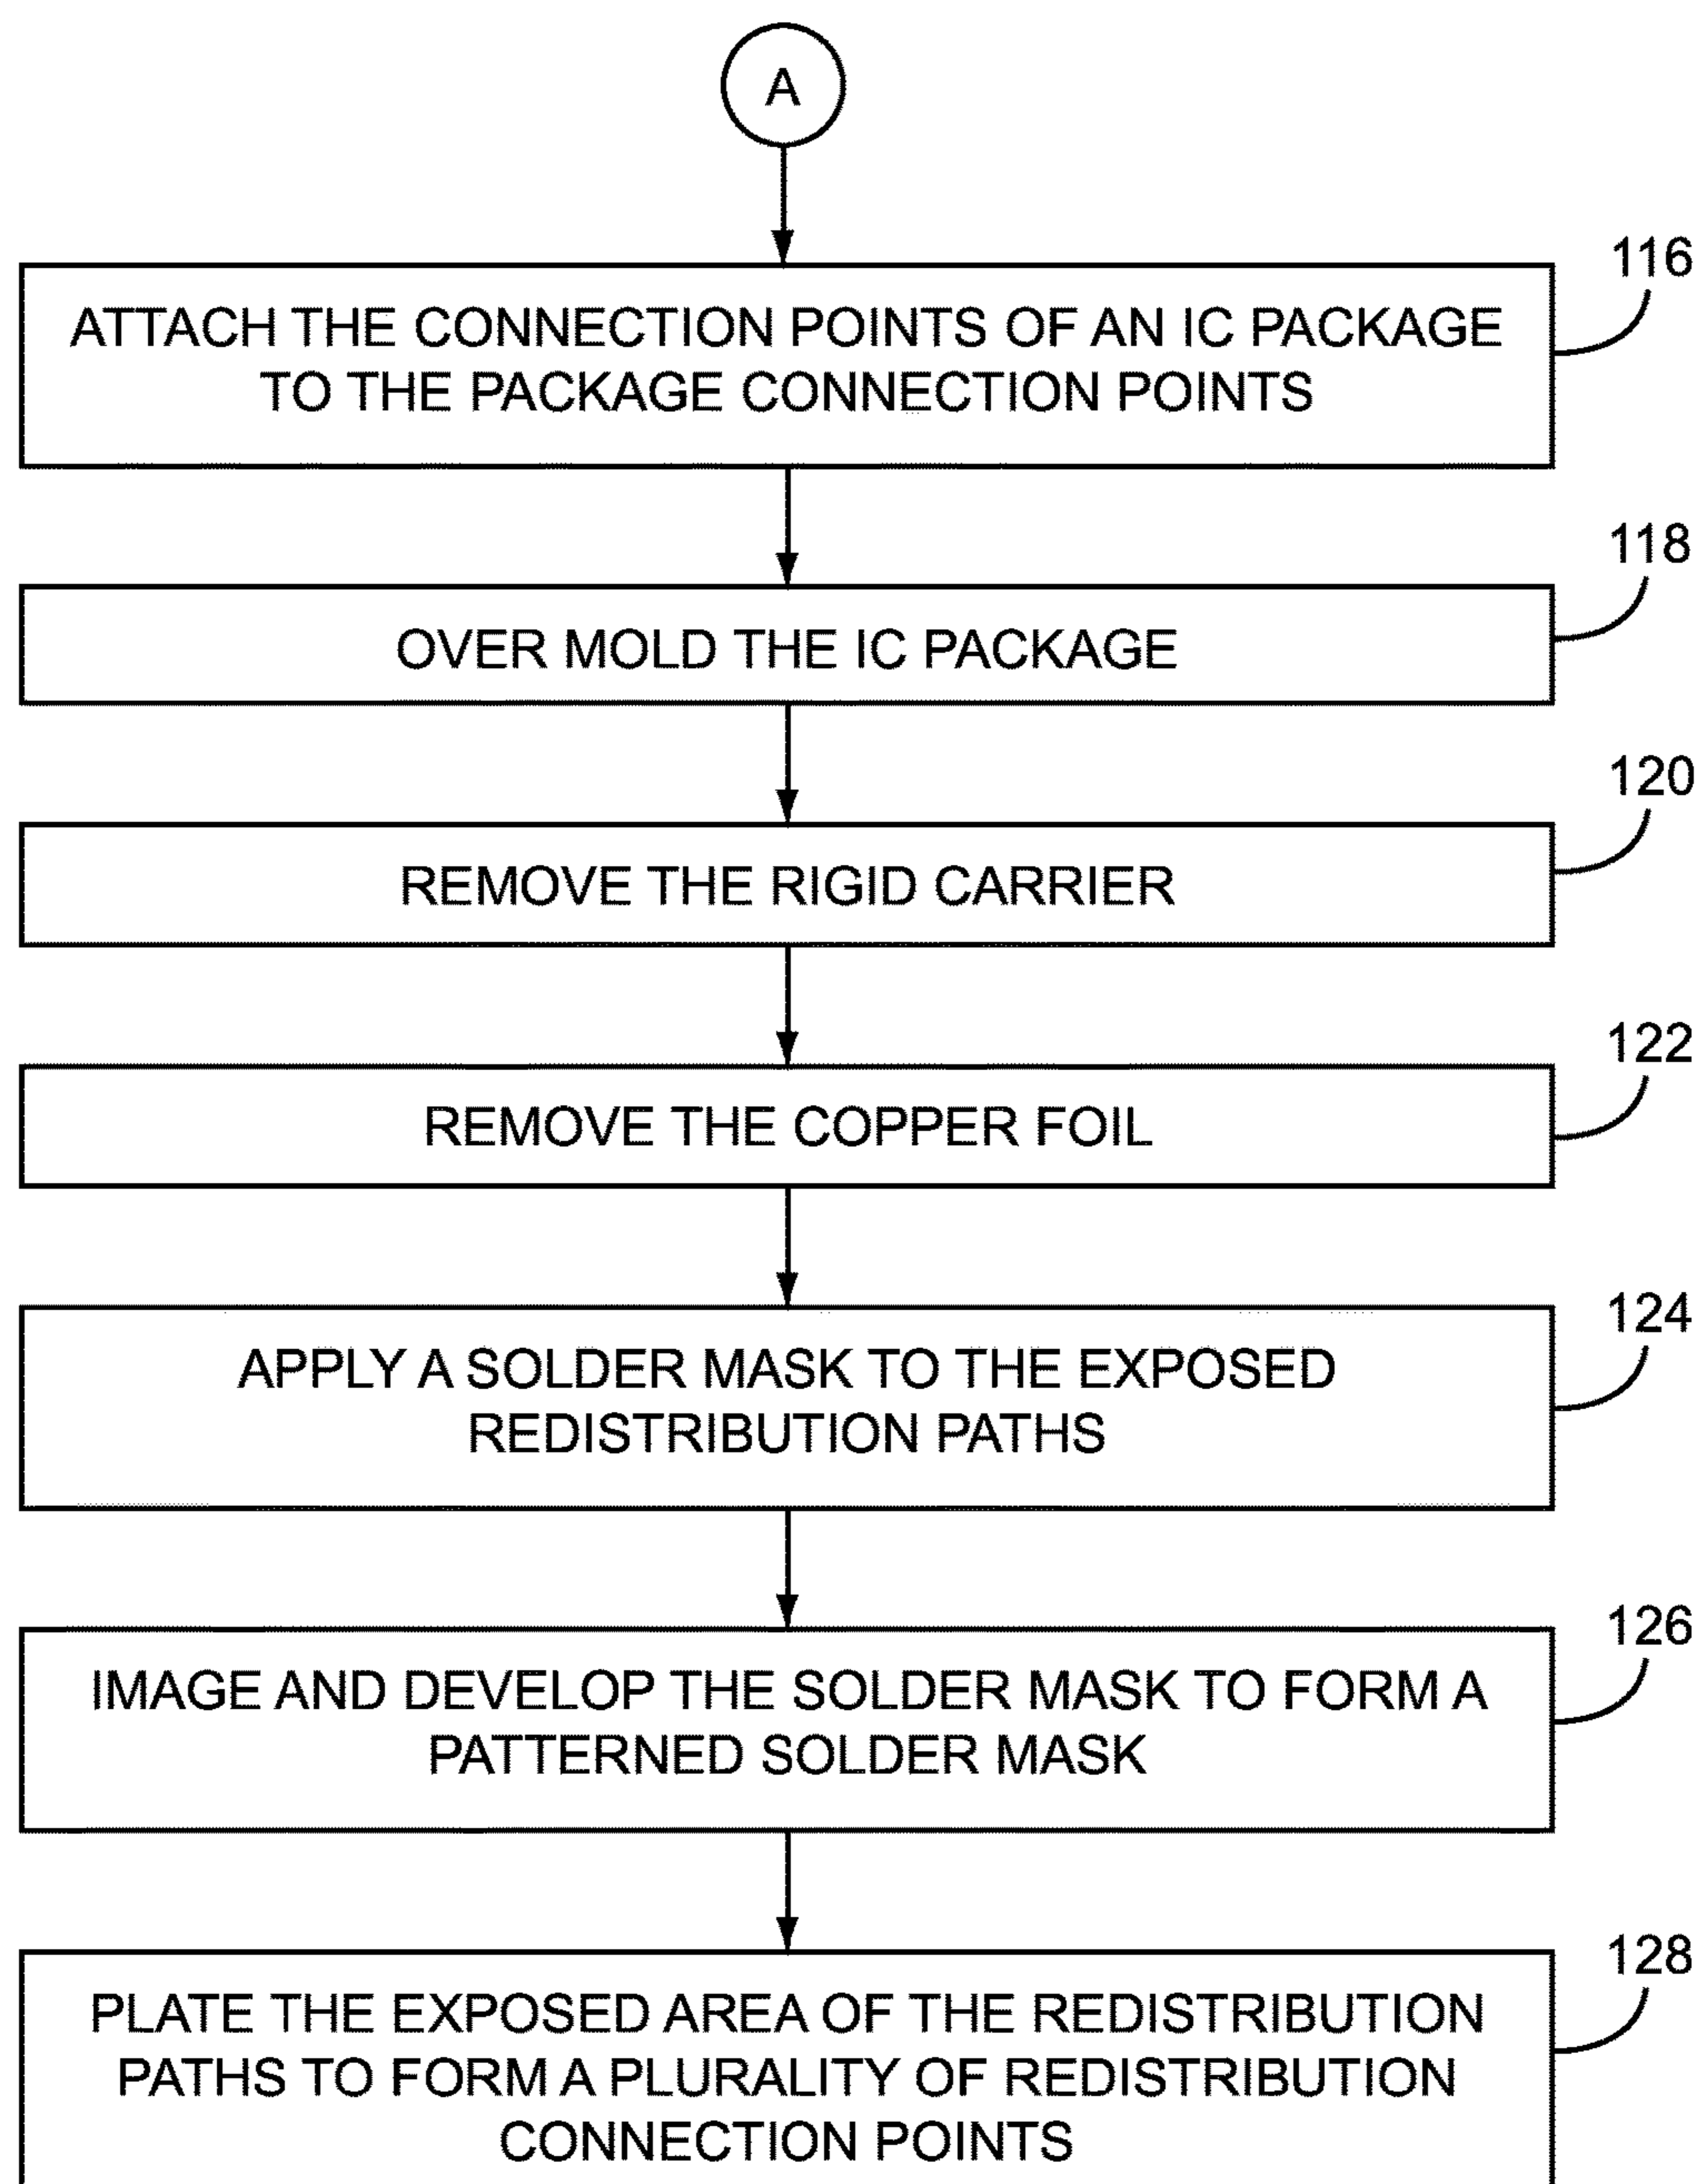 A
116
ATTACH THE CONNECTION POINTS OF AN IC PACKAGE
TO THE PACKAGE CONNECTION POINTS
118
OVER MOLD THE IC PACKAGE
120
REMOVE THE RIGID CARRIER
122
REMOVE THE COPPER FOIL
124
APPLY A SOLDER MASK TO THE EXPOSED
REDISTRIBUTION PATHS
126
IMAGE AND DEVELOP THE SOLDER MASK TO FORM A
PATTERNED SOLDER MASK
128
PLATE THE EXPOSED AREA OF THE REDISTRIBUTION
PATHS TO FORM A PLURALITY OF REDISTRIBUTION
CONNECTION POINTS